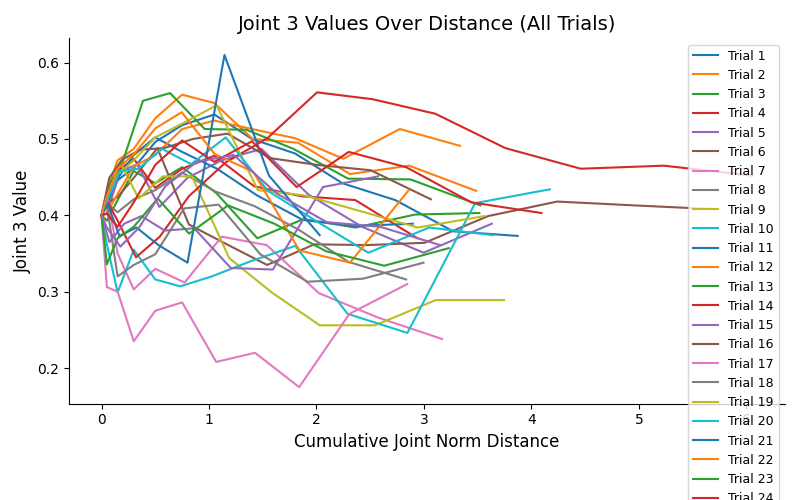 Joint 3 Values Over Distance (All Trials)
Joint 3 Value
0.6
0.5
0.4
0.3
0.2
0
1
2
3
4
5
Cumulative Joint Norm Distance
Trial 1
Trial 2
Trial 3
Trial 4
Trial 5
Trial 6
Trial 7
Trial 8
Trial 9
Trial 10
Trial 11
Trial 12
Trial 13
Trial 14
Trial 15
Trial 16
Trial 17
Trial 18
Trial 19
Trial 20
Trial 21
Trial 22
Trial 23
Trial 24